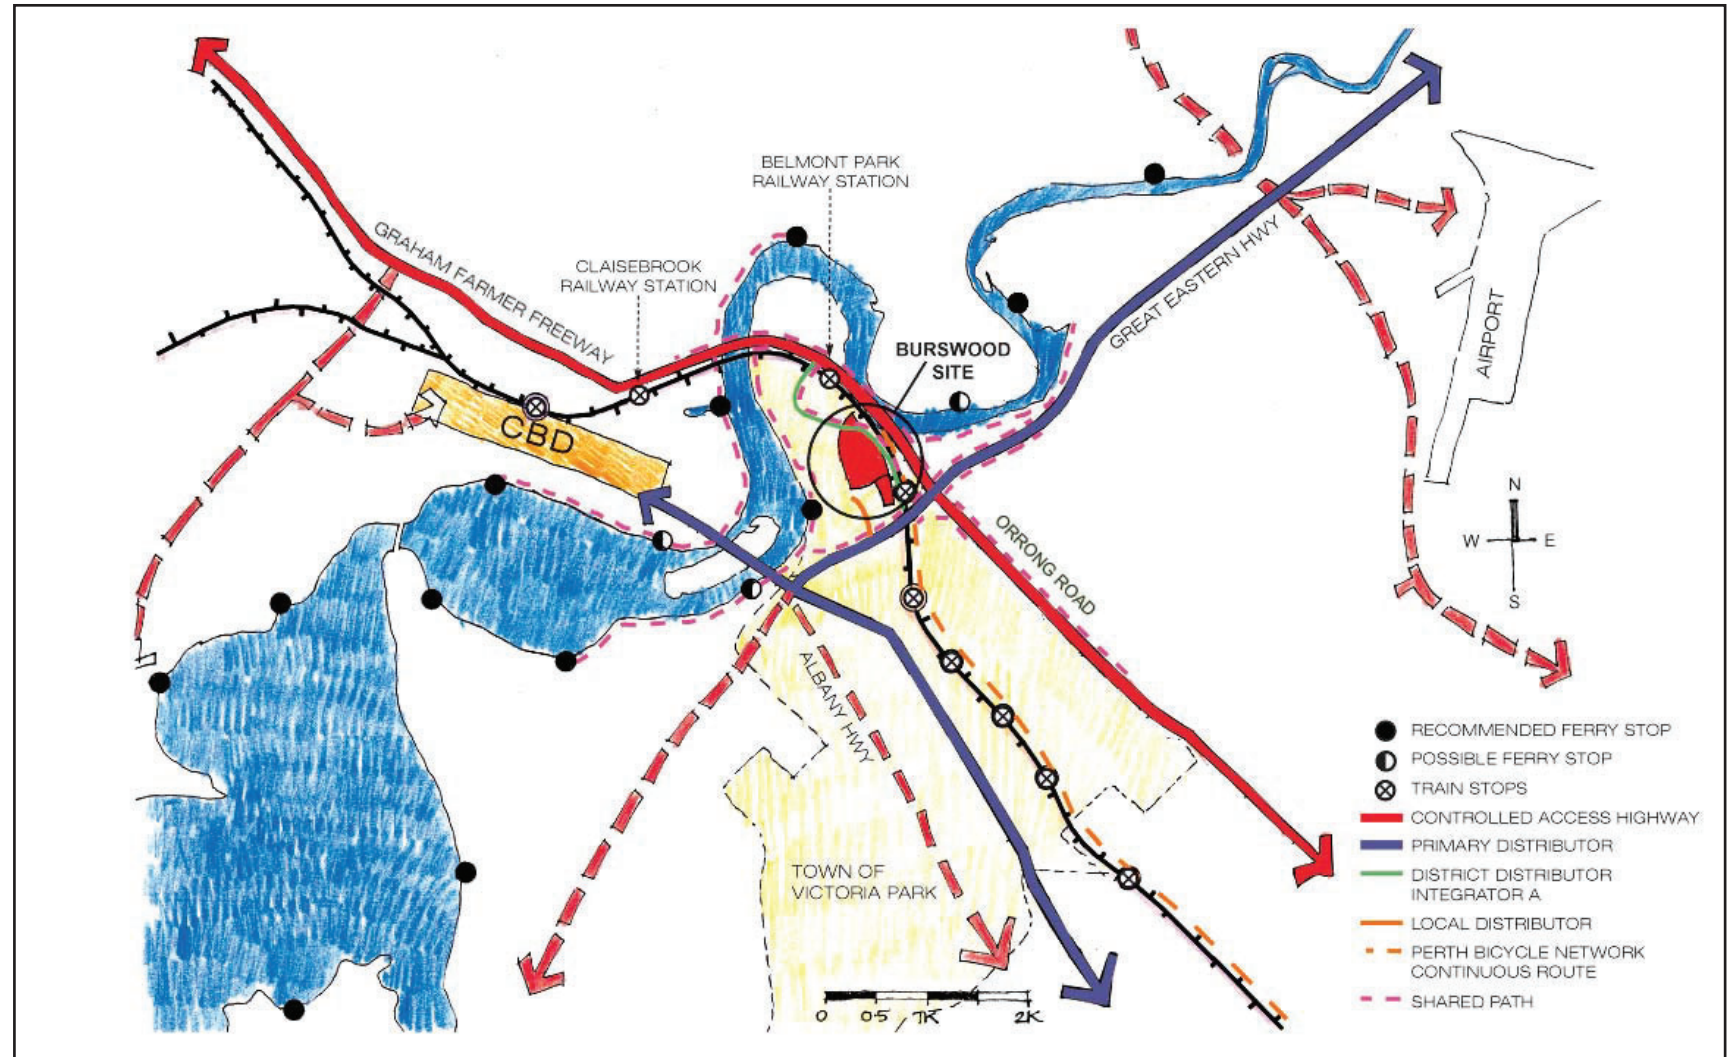 BELMONT PARK
RAILWAY STATION
GRAHAM FARMER FREEWAY
CLAISEBROOK
RAILWAY STATION
GREAT EASTERN HWY
BURSWOOD
SITE
AIRPORT
CBD
N
W E
S
ORRONG ROAD
ALBANY HWY
TOWN OF
VICTORIA PARK
RECOMMENDED FERRY STOP
POSSIBLE FERRY STOP
TRAIN STOPS
CONTROLLED ACCESS HIGHWAY
PRIMARY DISTRIBUTOR
DISTRICT DISTRIBUTOR
INTEGRATOR A
LOCAL DISTRIBUTOR
PERTH BICYCLE NETWORK
CONTINUOUS ROUTE
SHARED PATH
0 05 1K 2K